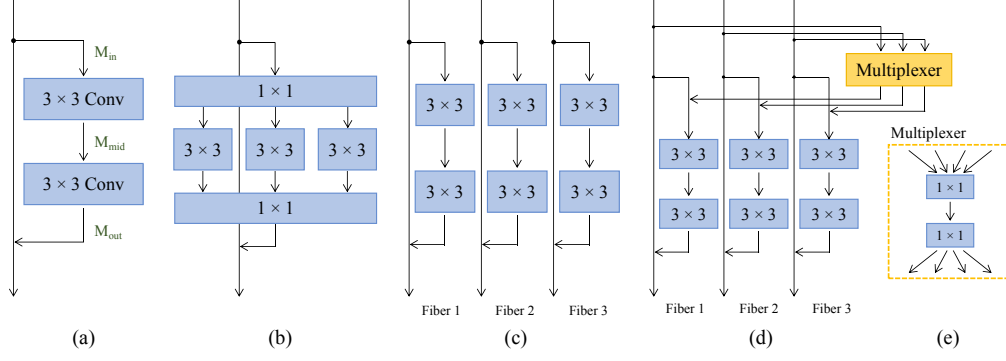 M_in
3 × 3 Conv
M_mid
3 × 3 Conv
M_out
(a)
1 × 1
3 × 3 3 × 3 3 × 3
1 × 1
(b)
3 × 3 3 × 3 3 × 3
3 × 3 3 × 3 3 × 3
Fiber 1 Fiber 2 Fiber 3
(c)
Multiplexer
3 × 3 3 × 3 3 × 3
3 × 3 3 × 3 3 × 3
Fiber 1 Fiber 2 Fiber 3
(d)
Multiplexer
1 × 1
1 × 1
(e)